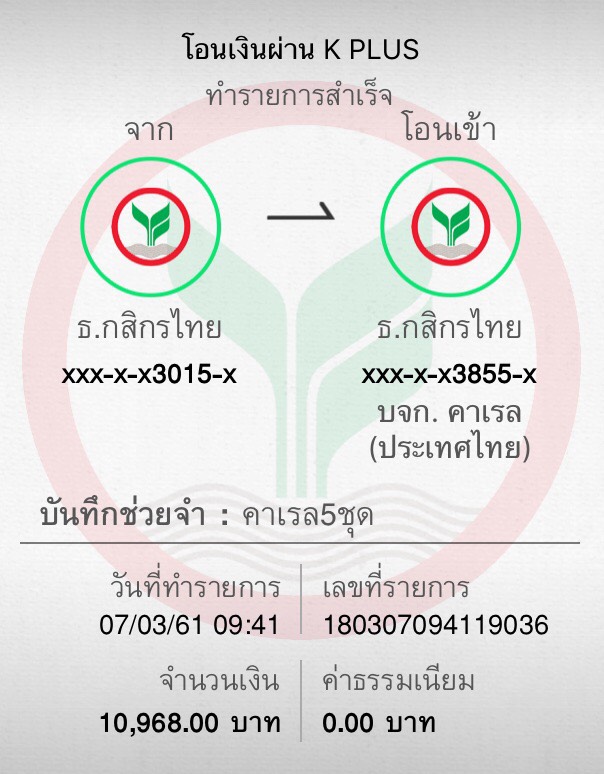 โอนเงินผ่าน K PLUS
ทำรายการสำเร็จ
จาก
โอนเข้า
ธ.กสิกรไทย
xxx-x-x3015-x
ธ.กสิกรไทย
xxx-x-x3855-x
บจก. คาเรล
(ประเทศไทย)
บันทึกช่วยจำ : คาเรล5ชุด
วันที่ทำรายการ
07/03/61 09:41
เลขที่รายการ
180307094119036
จำนวนเงิน
10,968.00 บาท
ค่าธรรมเนียม
0.00 บาท